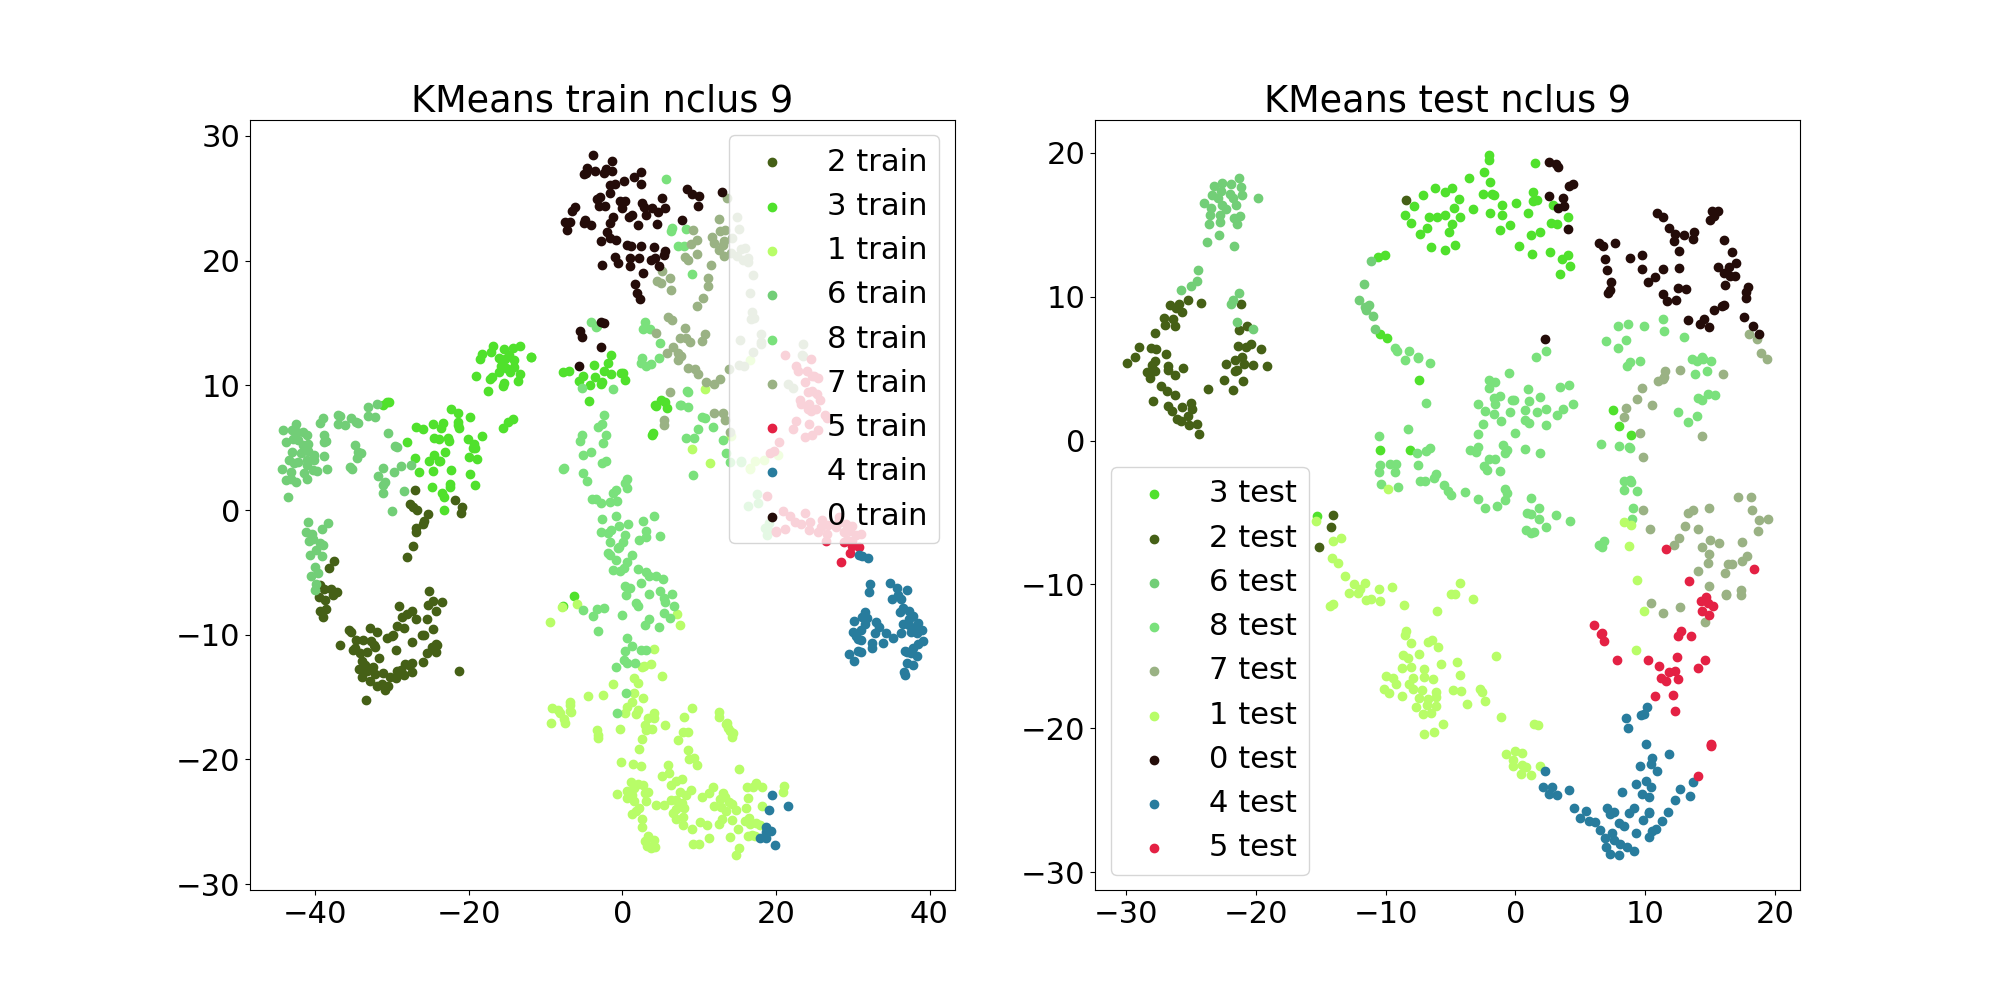 KMeans train nclus 9
30
20
10
0
−10
−20
−30
−40
−20
0
20
40
2 train
3 train
1 train
6 train
8 train
7 train
5 train
4 train
0 train
KMeans test nclus 9
20
10
0
−10
−20
−30
−30
−20
−10
0
10
20
3 test
2 test
6 test
8 test
7 test
1 test
0 test
4 test
5 test